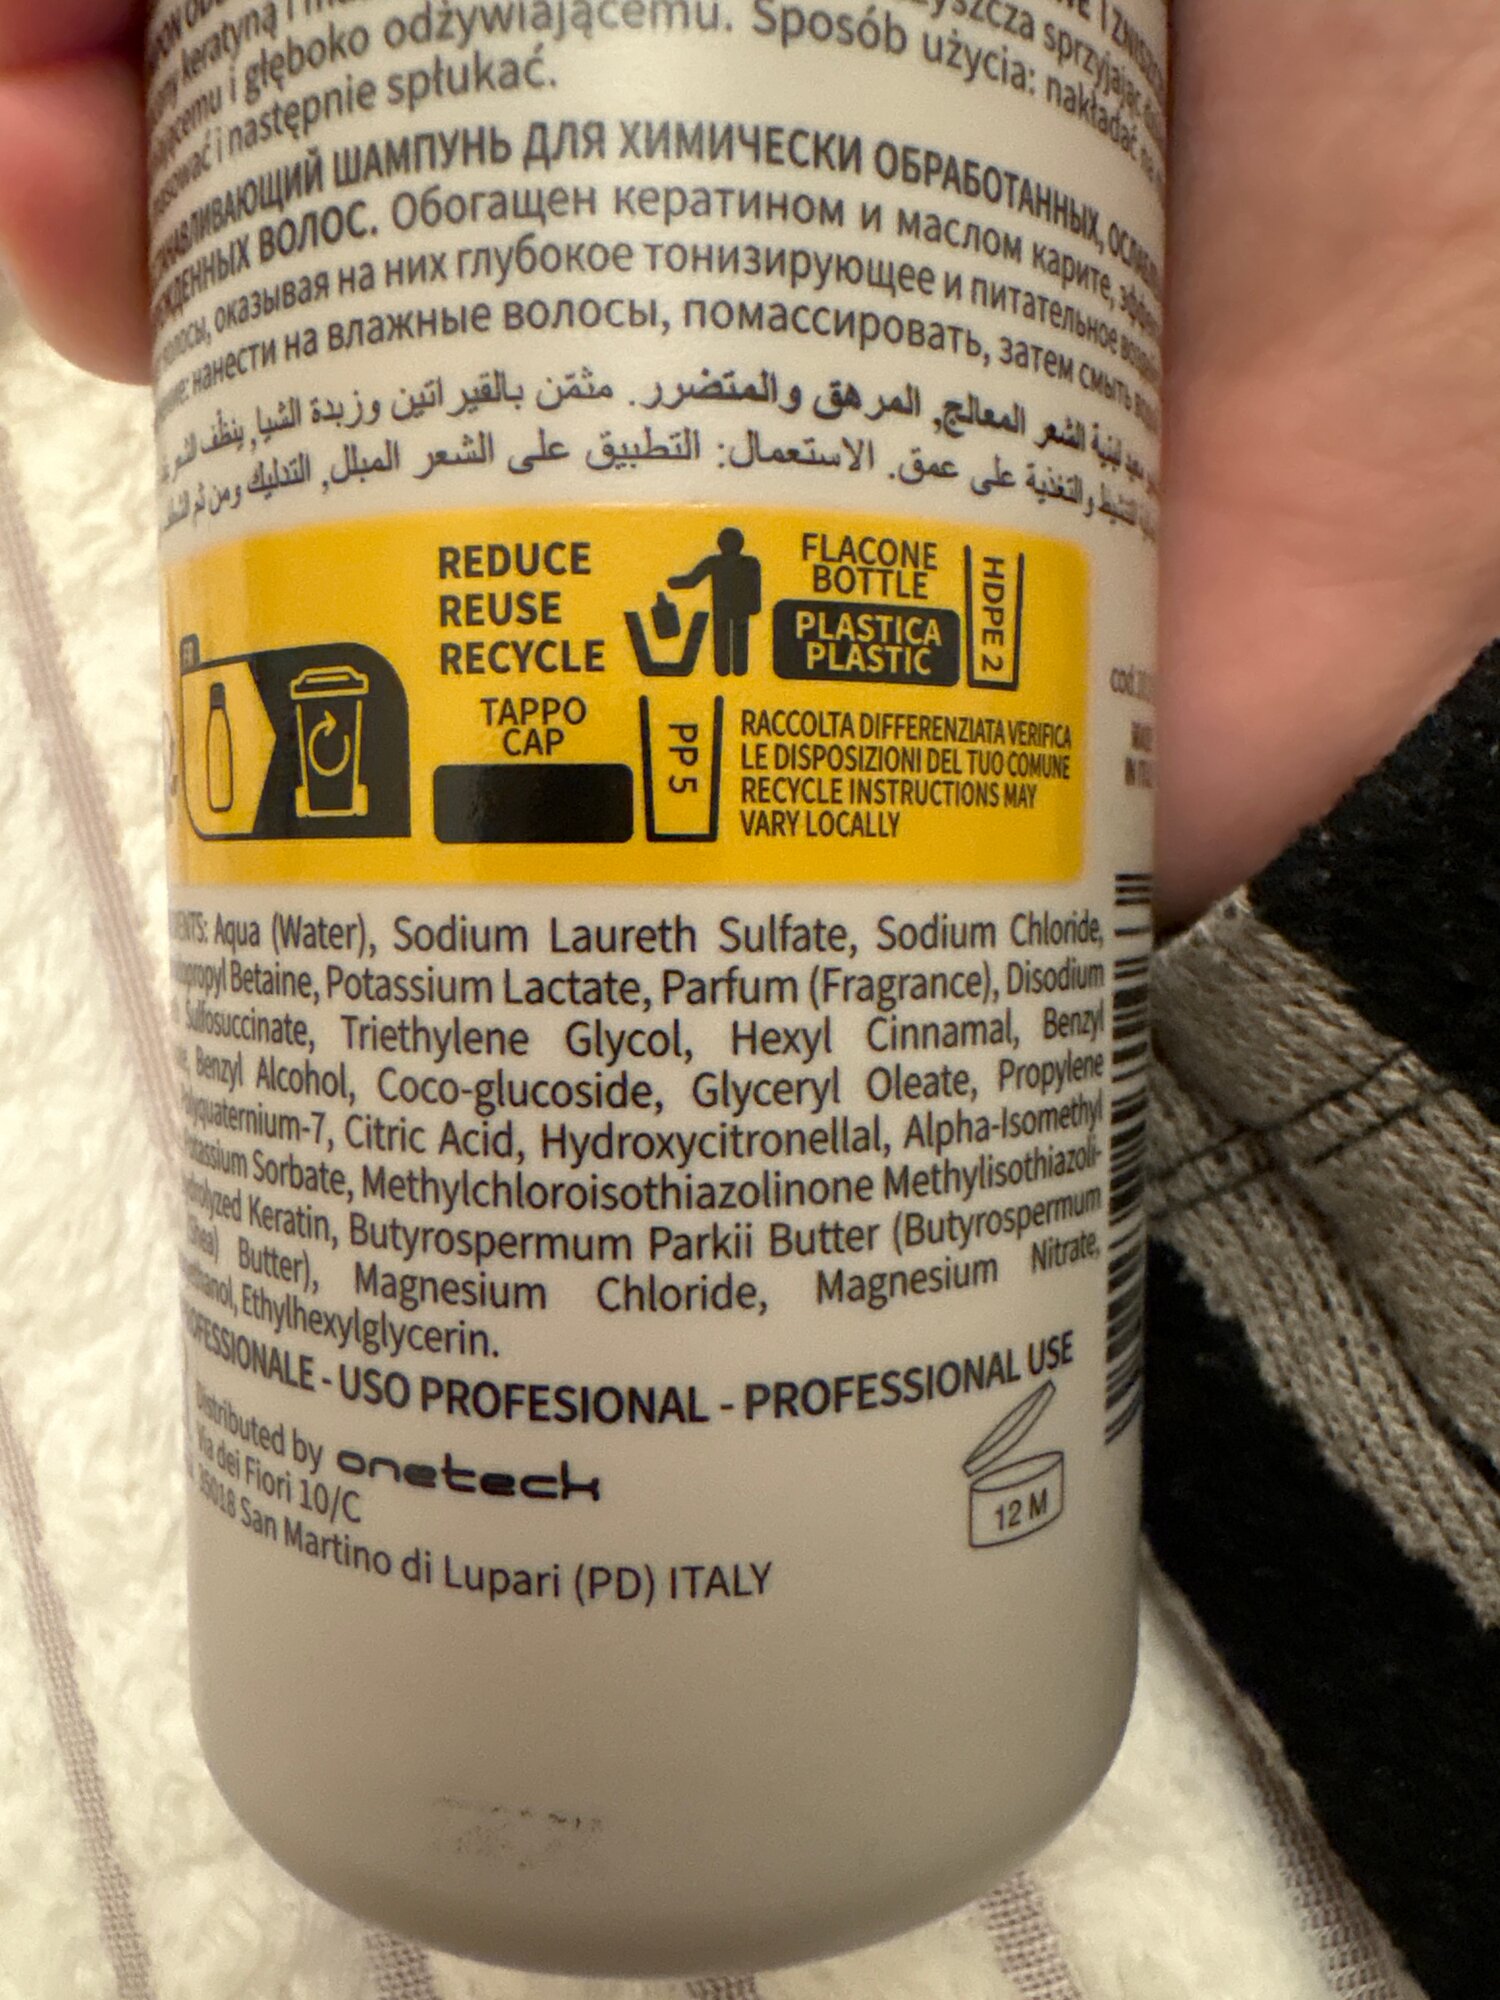 keratyną i
i głęboko odżywiającemu. Sposób użycia: nakładać
i następnie spłukać.
ШАМПУНЬ ДЛЯ ХИМИЧЕСКИ ОБРАБОТАННЫХ,
ВОЛОС. Обогащен кератином и маслом карите,
оказывая на них глубокое тонизирующее и питательное
нанести на влажные волосы, помассировать, затем смыть
الشعر المعالج, المرهق والمتضرر. مثمّن بالقيراتين وزبدة الشيا, ينظّف
والتغذية على عمق. الاستعمال: التطبيق على الشعر المبلل, التدليك ومن ثم
REDUCE
REUSE
RECYCLE
FLACONE
BOTTLE
PLASTICA
PLASTIC
HDPE 2
FR
TAPPO
CAP
PP 5
RACCOLTA DIFFERENZIATA VERIFICA
LE DISPOSIZIONI DEL TUO COMUNE
RECYCLE INSTRUCTIONS MAY
VARY LOCALLY
Aqua (Water), Sodium Laureth Sulfate, Sodium Chloride,
Betaine, Potassium Lactate, Parfum (Fragrance), Disodium
Sulfosuccinate, Triethylene Glycol, Hexyl Cinnamal, Benzyl
Benzyl Alcohol, Coco-glucoside, Glyceryl Oleate, Propylene
Polyquaternium-7, Citric Acid, Hydroxycitronellal, Alpha-Isomethyl
Potassium Sorbate, Methylchloroisothiazolinone Methylisothiazoli-
Keratin, Butyrospermum Parkii Butter (Butyrospermum
Butter), Magnesium Chloride, Magnesium Nitrate,
Ethylhexylglycerin.
- USO PROFESIONAL - PROFESSIONAL USE
Distributed by onetech
Via dei Fiori 10/C
35018 San Martino di Lupari (PD) ITALY
12 M